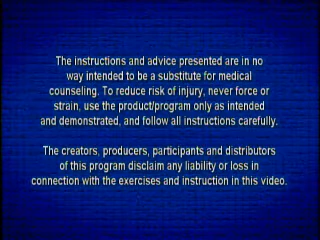 The instructions and advice presented are in no
way intended to be a substitute for medical
counseling. To reduce risk of injury, never force or
strain, use the product/program only as intended
and demonstrated, and follow all instructions carefully.
The creators, producers, participants and distributors
of this program disclaim any liability or loss in
connection with the exercises and instruction in this video.